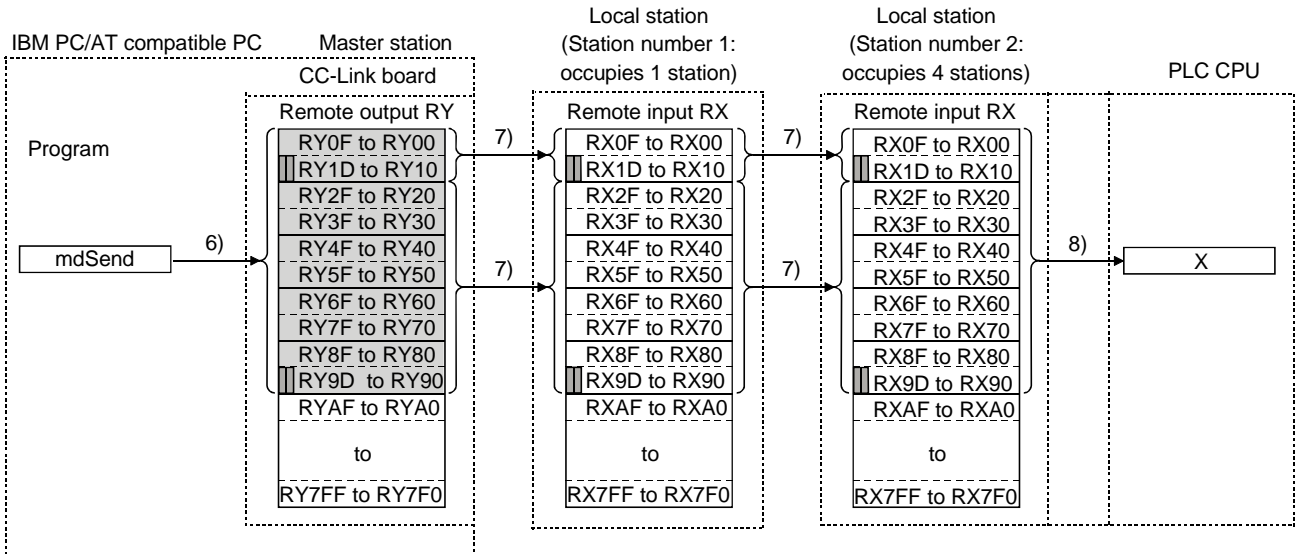 IBM PC/AT compatible PC
Master station
CC-Link board
Local station
(Station number 1:
occupies 1 station)
Local station
(Station number 2:
occupies 4 stations)
PLC CPU
Program
mdSend
6)
Remote output RY
RY0F to RY00
RY1D to RY10
RY2F to RY20
RY3F to RY30
RY4F to RY40
RY5F to RY50
RY6F to RY60
RY7F to RY70
RY8F to RY80
RY9D to RY90
RYAF to RYA0
to
RY7FF to RY7F0
7)
7)
Remote input RX
RX0F to RX00
RX1D to RX10
RX2F to RX20
RX3F to RX30
RX4F to RX40
RX5F to RX50
RX6F to RX60
RX7F to RX70
RX8F to RX80
RX9D to RX90
RXAF to RXA0
to
RX7FF to RX7F0
7)
7)
Remote input RX
RX0F to RX00
RX1D to RX10
RX2F to RX20
RX3F to RX30
RX4F to RX40
RX5F to RX50
RX6F to RX60
RX7F to RX70
RX8F to RX80
RX9D to RX90
RXAF to RXA0
to
RX7FF to RX7F0
8)
X